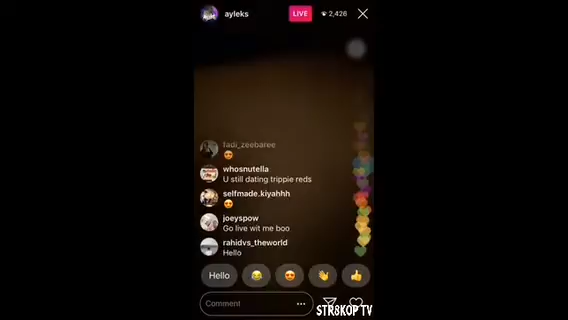 ayleks
LIVE
2,426
fadi_zeebaree
😍
whosnutella
U still dating trippie reds
selfmade.kiyahhh
😍
joeyspow
Go live wit me boo
rahidvs_theworld
Hello
Hello 😂 😍 👋 👍
Comment
STR8KOP TV